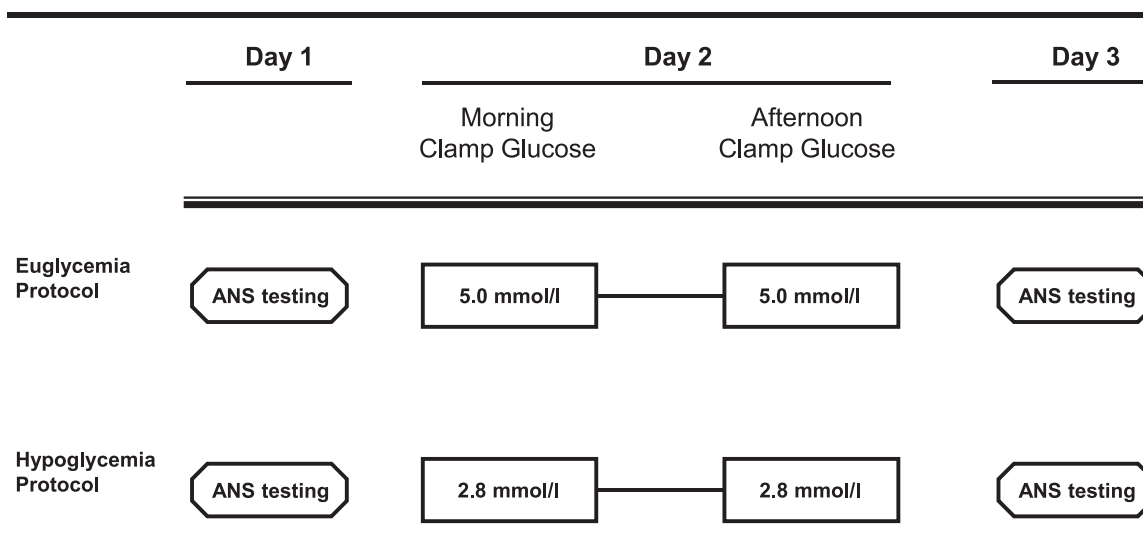 Day 1 Day 2 Day 3
Morning Afternoon
Clamp Glucose Clamp Glucose
Euglycemia
Protocol
ANS testing 5.0 mmol/l 5.0 mmol/l ANS testing
Hypoglycemia
Protocol
ANS testing 2.8 mmol/l 2.8 mmol/l ANS testing